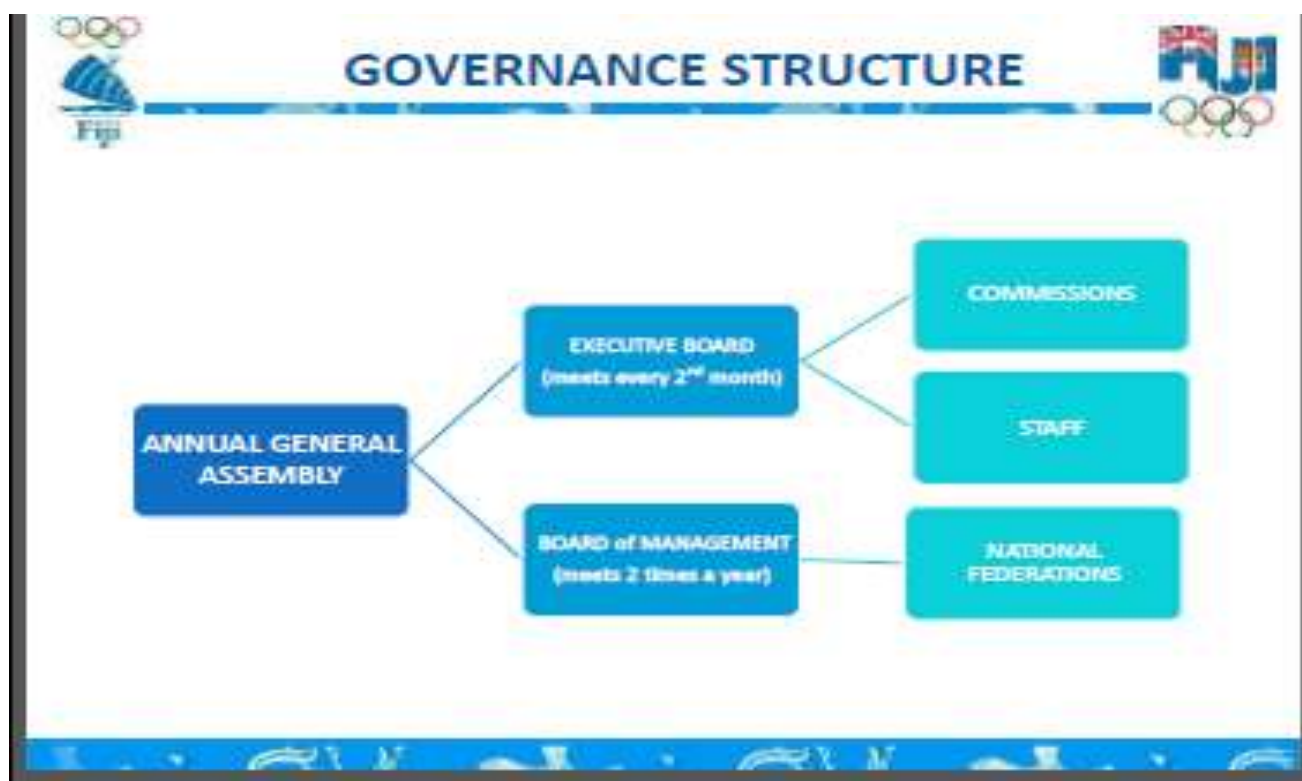 GOVERNANCE STRUCTURE
Fiji
FIJI
COMMISSIONS
EXECUTIVE BOARD
(meets every 2nd month)
STAFF
ANNUAL GENERAL
ASSEMBLY
BOARD of MANAGEMENT
(meets 2 times a year)
NATIONAL
FEDERATIONS